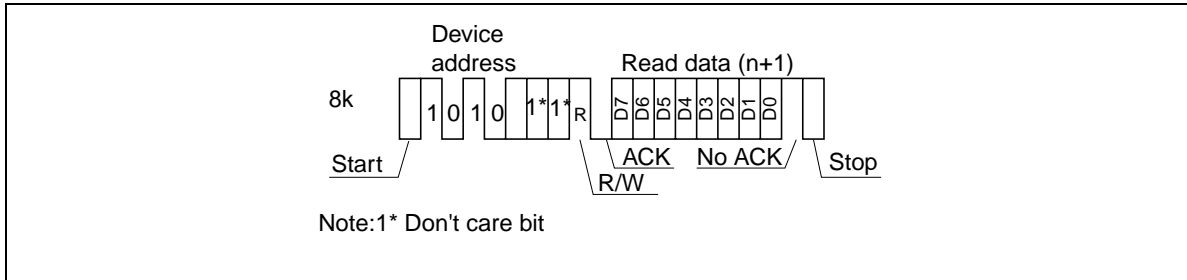 Device
address
Read data (n+1)
8k
1 0 1 0 1* 1* R D7 D6 D5 D4 D3 D2 D1 D0
Start
ACK
No ACK
Stop
R/W
Note:1* Don't care bit